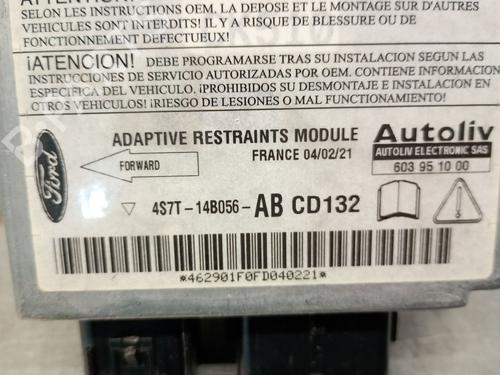 SELON LES INSTRUCTIONS OEM. LA DEPOSE ET LE MONTAGE SUR D'AUTRES
VEHICULES SONT INTERDITS! IL Y A RISQUE DE BLESSURE OU DE
FONCTIONNEMENT DEFECTUEUX!
¡ATENCION! DEBE PROGRAMARSE TRAS SU INSTALACION SEGUN LAS
INSTRUCCIONES DE SERVICIO AUTORIZADAS POR OEM. CONTIENE INFORMACION
ESPECIFICA DEL VEHICULO. ¡PROHIBIDOS SU DESMONTAJE E INSTALACION EN
OTROS VEHICULOS! ¡RIESGO DE LESIONES O MAL FUNCIONAMIENTO!
Ford
FORWARD
ADAPTIVE RESTRAINTS MODULE
FRANCE 04/02/21
Autoliv
AUTOLIV ELECTRONIC SAS
603 95 10 00
4S7T-14B056-AB CD132
*462901F0FD040221*